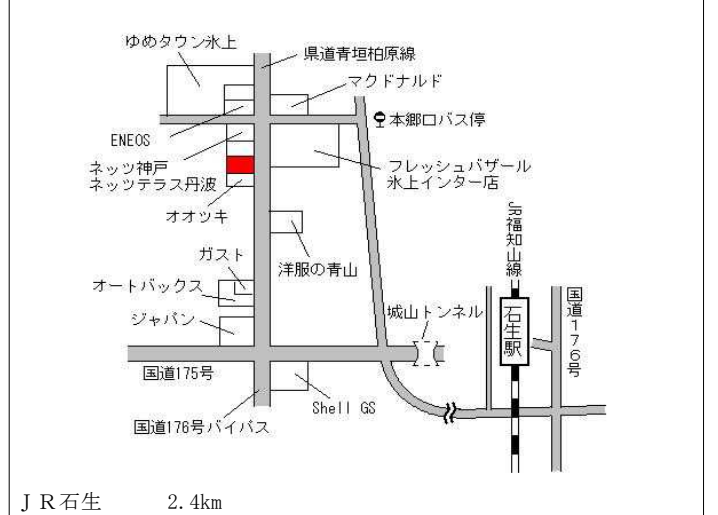 ゆめタウン氷上
県道青垣柏原線
マクドナルド
本郷口バス停
ENEOS
ネッツ神戸
ネッツテラス丹波
フレッシュバザール
氷上インター店
オオツキ
洋服の青山
JR福知山線
ガスト
オートバックス
ジャパン
城山トンネル
石生駅
国道176号
国道175号
Shell GS
国道176号バイパス
ＪＲ石生 2.4km